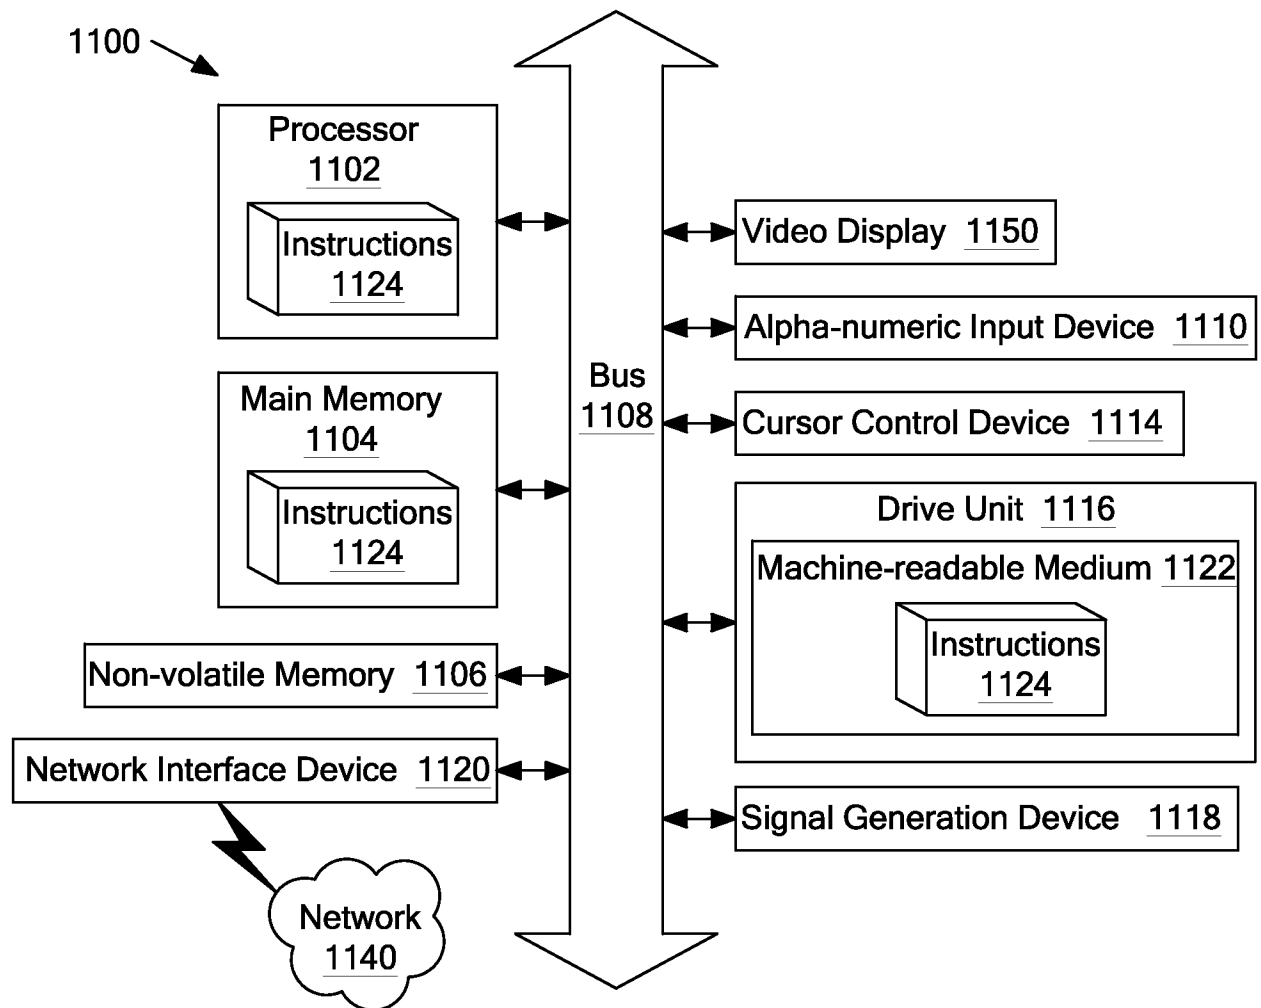 1100
Processor
1102
Instructions
1124
Main Memory
1104
Instructions
1124
Non-volatile Memory 1106
Network Interface Device 1120
Network
1140
Bus
1108
Video Display 1150
Alpha-numeric Input Device 1110
Cursor Control Device 1114
Drive Unit 1116
Machine-readable Medium 1122
Instructions
1124
Signal Generation Device 1118